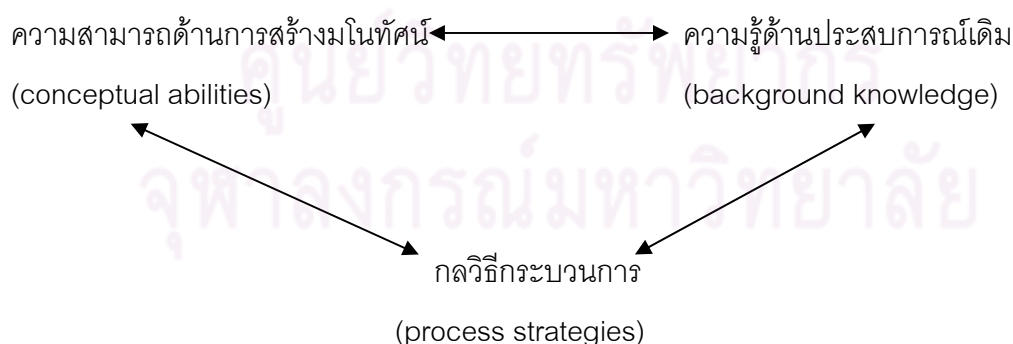 ความสามารถด้านการสร้างมโนทัศน์ ความรู้ด้านประสบการณ์เดิม
(conceptual abilities) (background knowledge)
ศูนย์วิทยทรัพยากร
จุฬาลงกรณ์มหาวิทยาลัย
กลวิธีกระบวนการ
(process strategies)